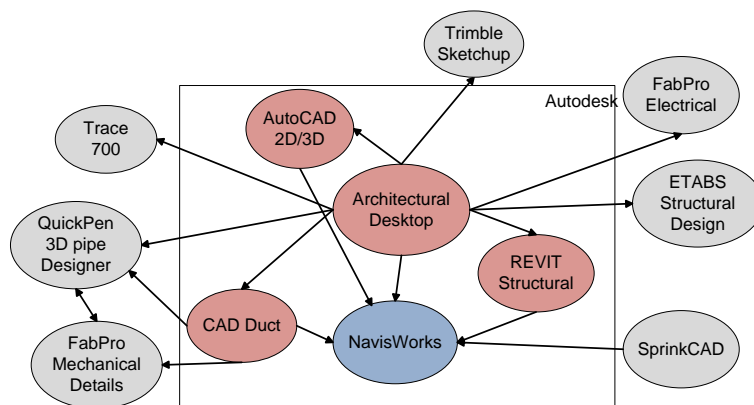 Trimble
Sketchup
Autodesk
FabPro
Electrical
AutoCAD
2D/3D
Trace
700
Architectural
Desktop
ETABS
Structural
Design
QuickPen
3D pipe
Designer
REVIT
Structural
CAD Duct
NavisWorks
SprinkCAD
FabPro
Mechanical
Details